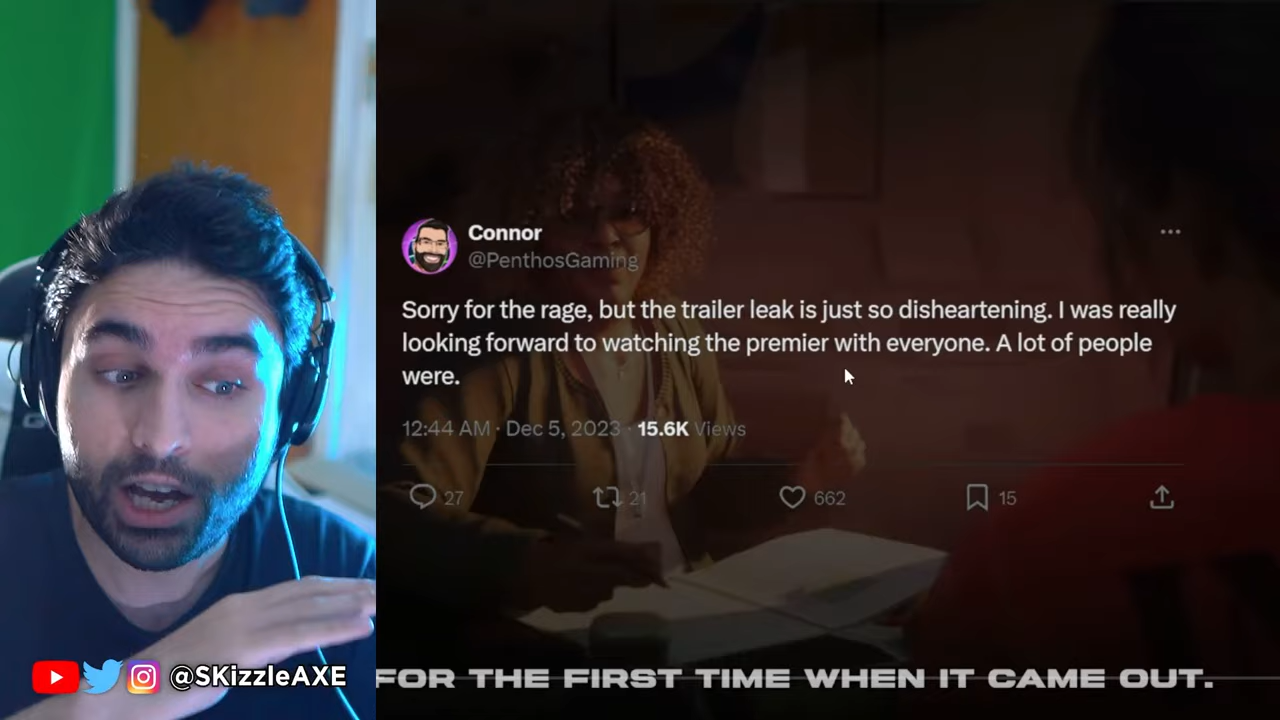 Connor
@PenthosGaming
Sorry for the rage, but the trailer leak is just so disheartening. I was really
looking forward to watching the premier with everyone. A lot of people
were.
12:44 AM · Dec 5, 2023 · 15.6K Views
27 21 662 15
@SKizzleAXE
FOR THE FIRST TIME WHEN IT CAME OUT.